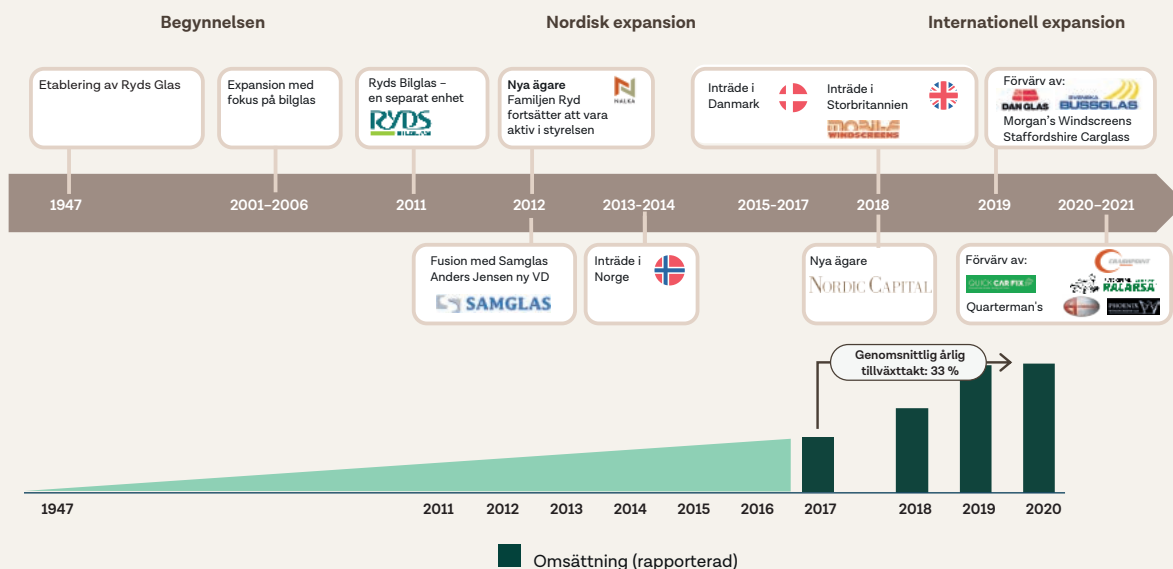 Begynnelsen
Nordisk expansion
Internationell expansion
Etablering av Ryds Glas
Expansion med
fokus på bilglas
Ryds Bilglas –
en separat enhet
RYDS
BILGLAS
Nya ägare
Familjen Ryd
fortsätter att vara
aktiv i styrelsen
NALKA
Inträde i
Danmark
Inträde i
Storbritannien
MOBILE
WINDSCREENS
Förvärv av:
DAN GLAS
SVENSKA
BUSSGLAS
Morgan's Windscreens
Staffordshire Carglass
1947
2001–2006
2011
2012
2013-2014
2015-2017
2018
2019
2020–2021
Fusion med Samglas
Anders Jensen ny VD
SAMGLAS
Inträde i
Norge
Nya ägare
NORDIC CAPITAL
Förvärv av:
QUICK CAR FIX
CRASHPOINT
RALARSA
Quarterman's
PHOENIX
Genomsnittlig årlig
tillväxttakt: 33 %
1947
2011
2012
2013
2014
2015
2016
2017
2018
2019
2020
Omsättning (rapporterad)